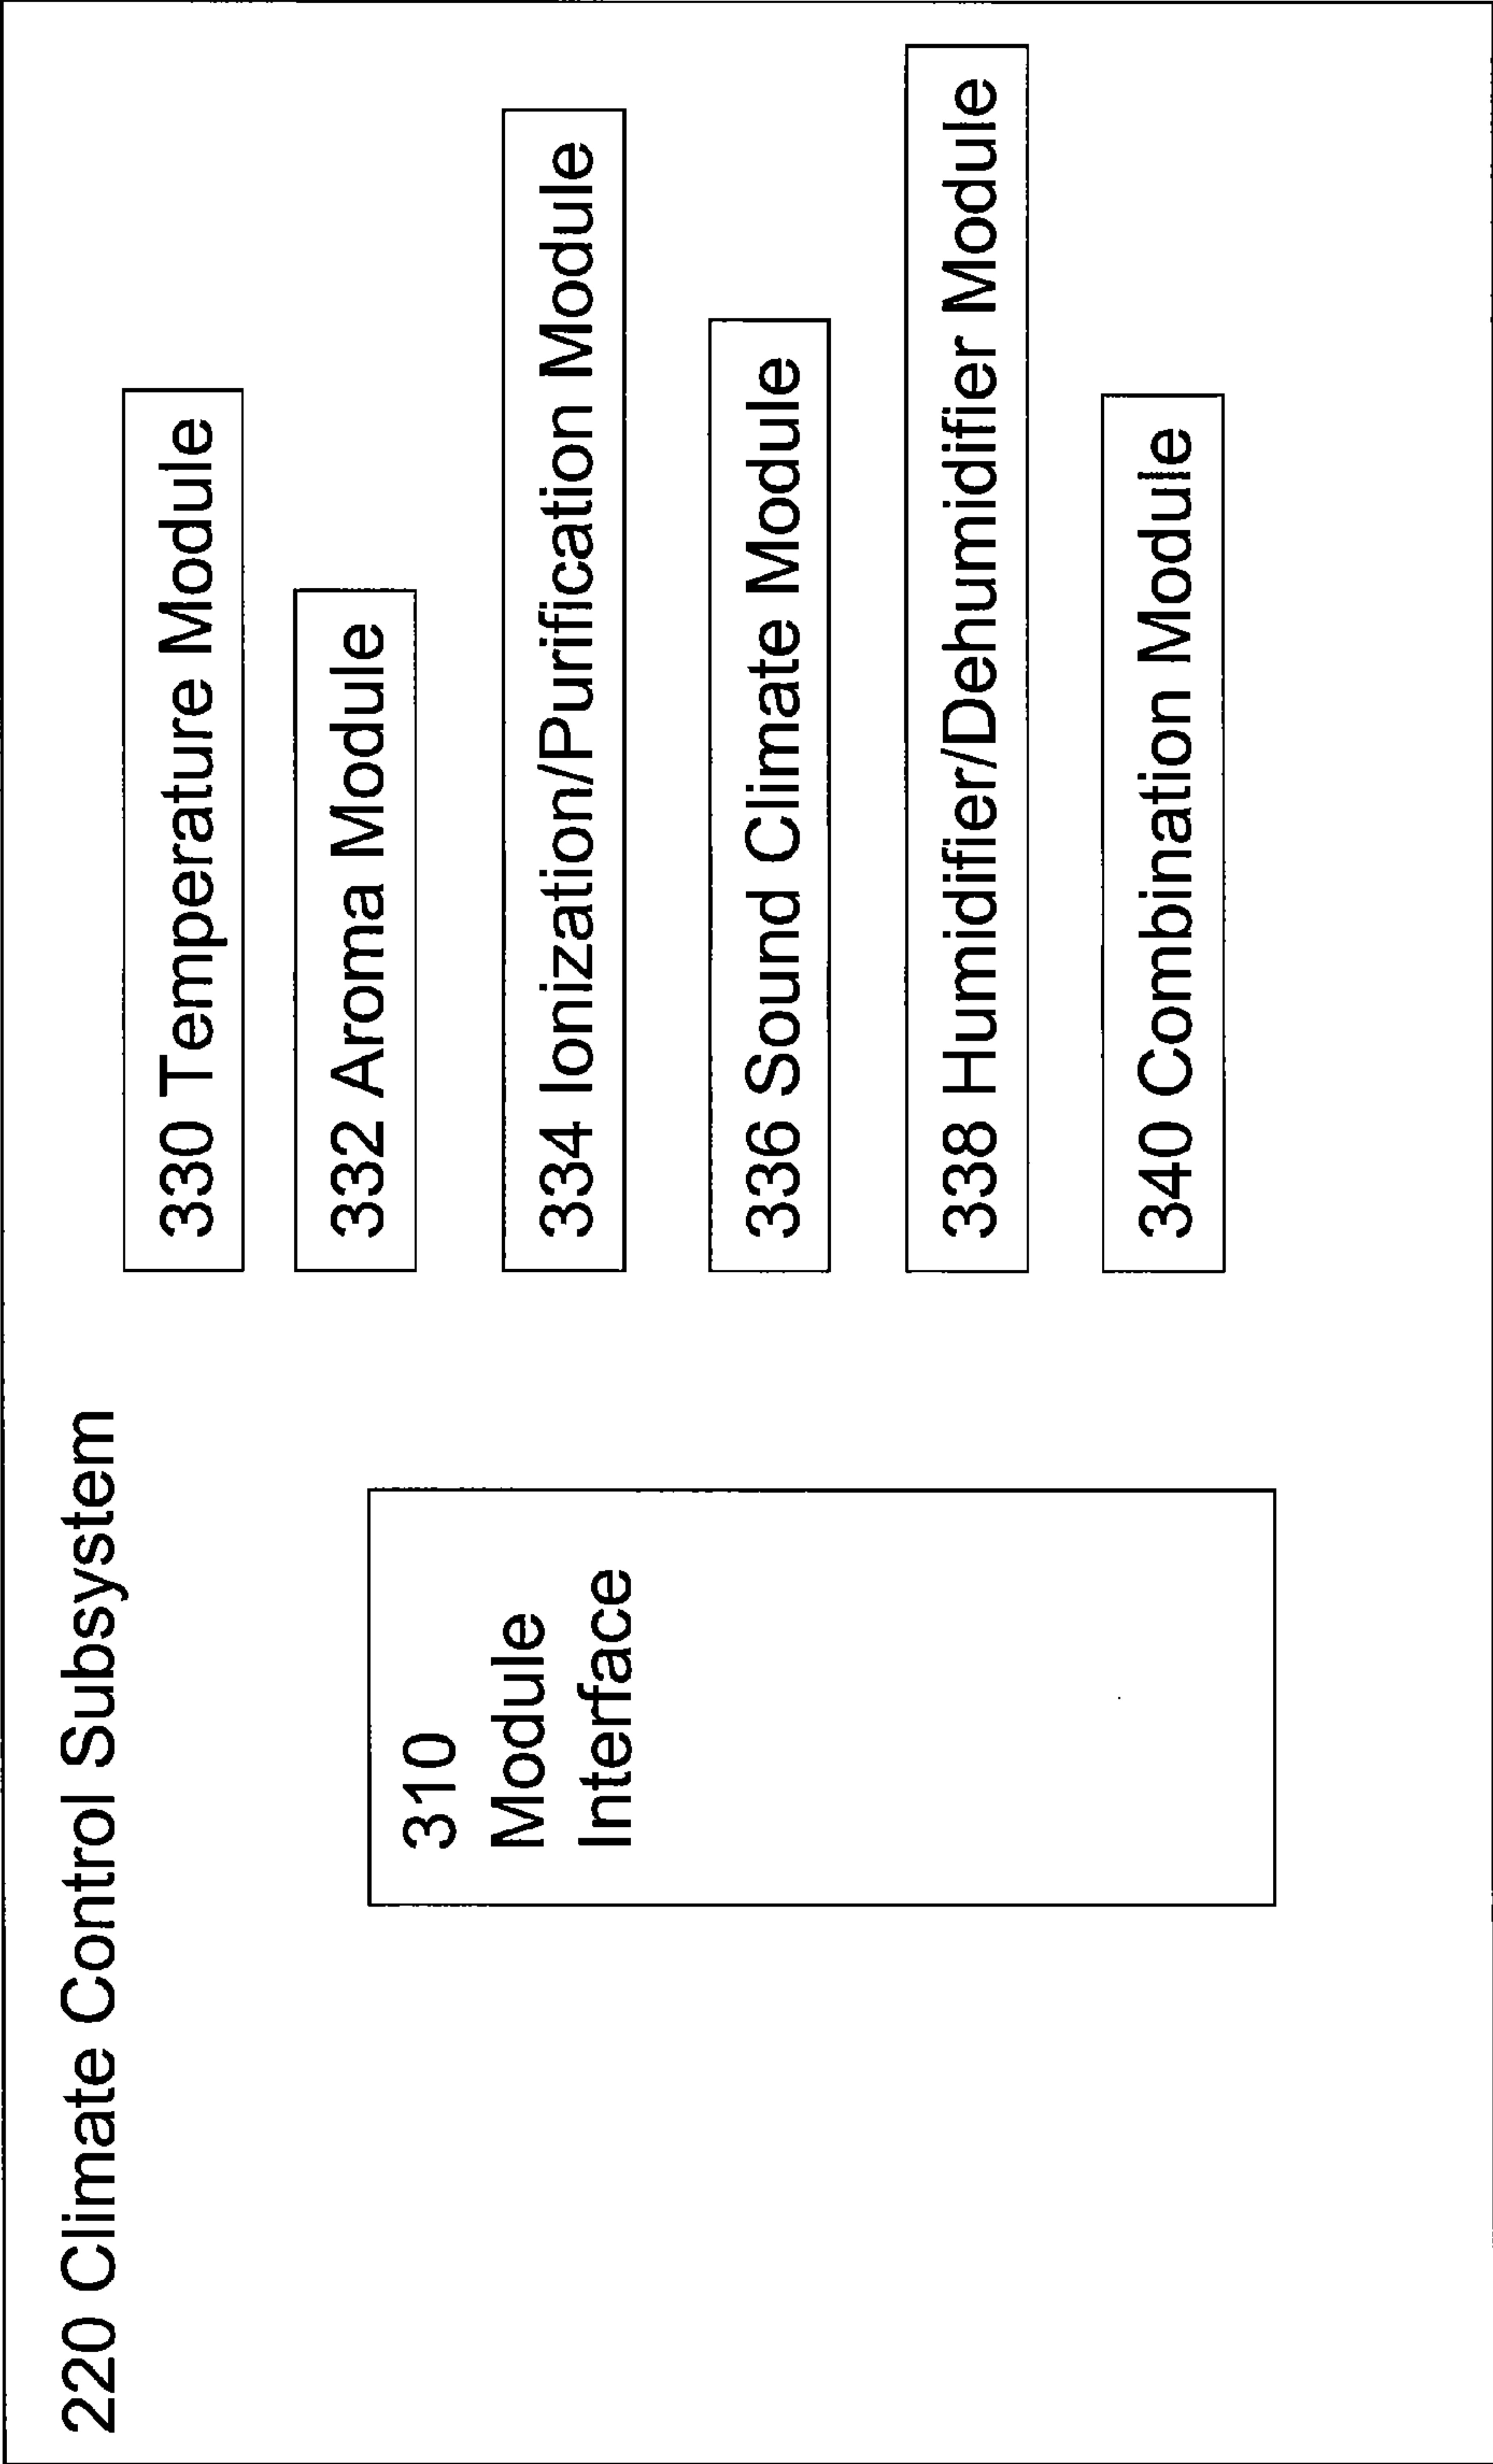 220 Climate Control Subsystem
310
Module
Interface
330 Temperature Module
332 Aroma Module
334 Ionization/Purification Module
336 Sound Climate Module
338 Humidifier/Dehumidifier Module
340 Combination Module